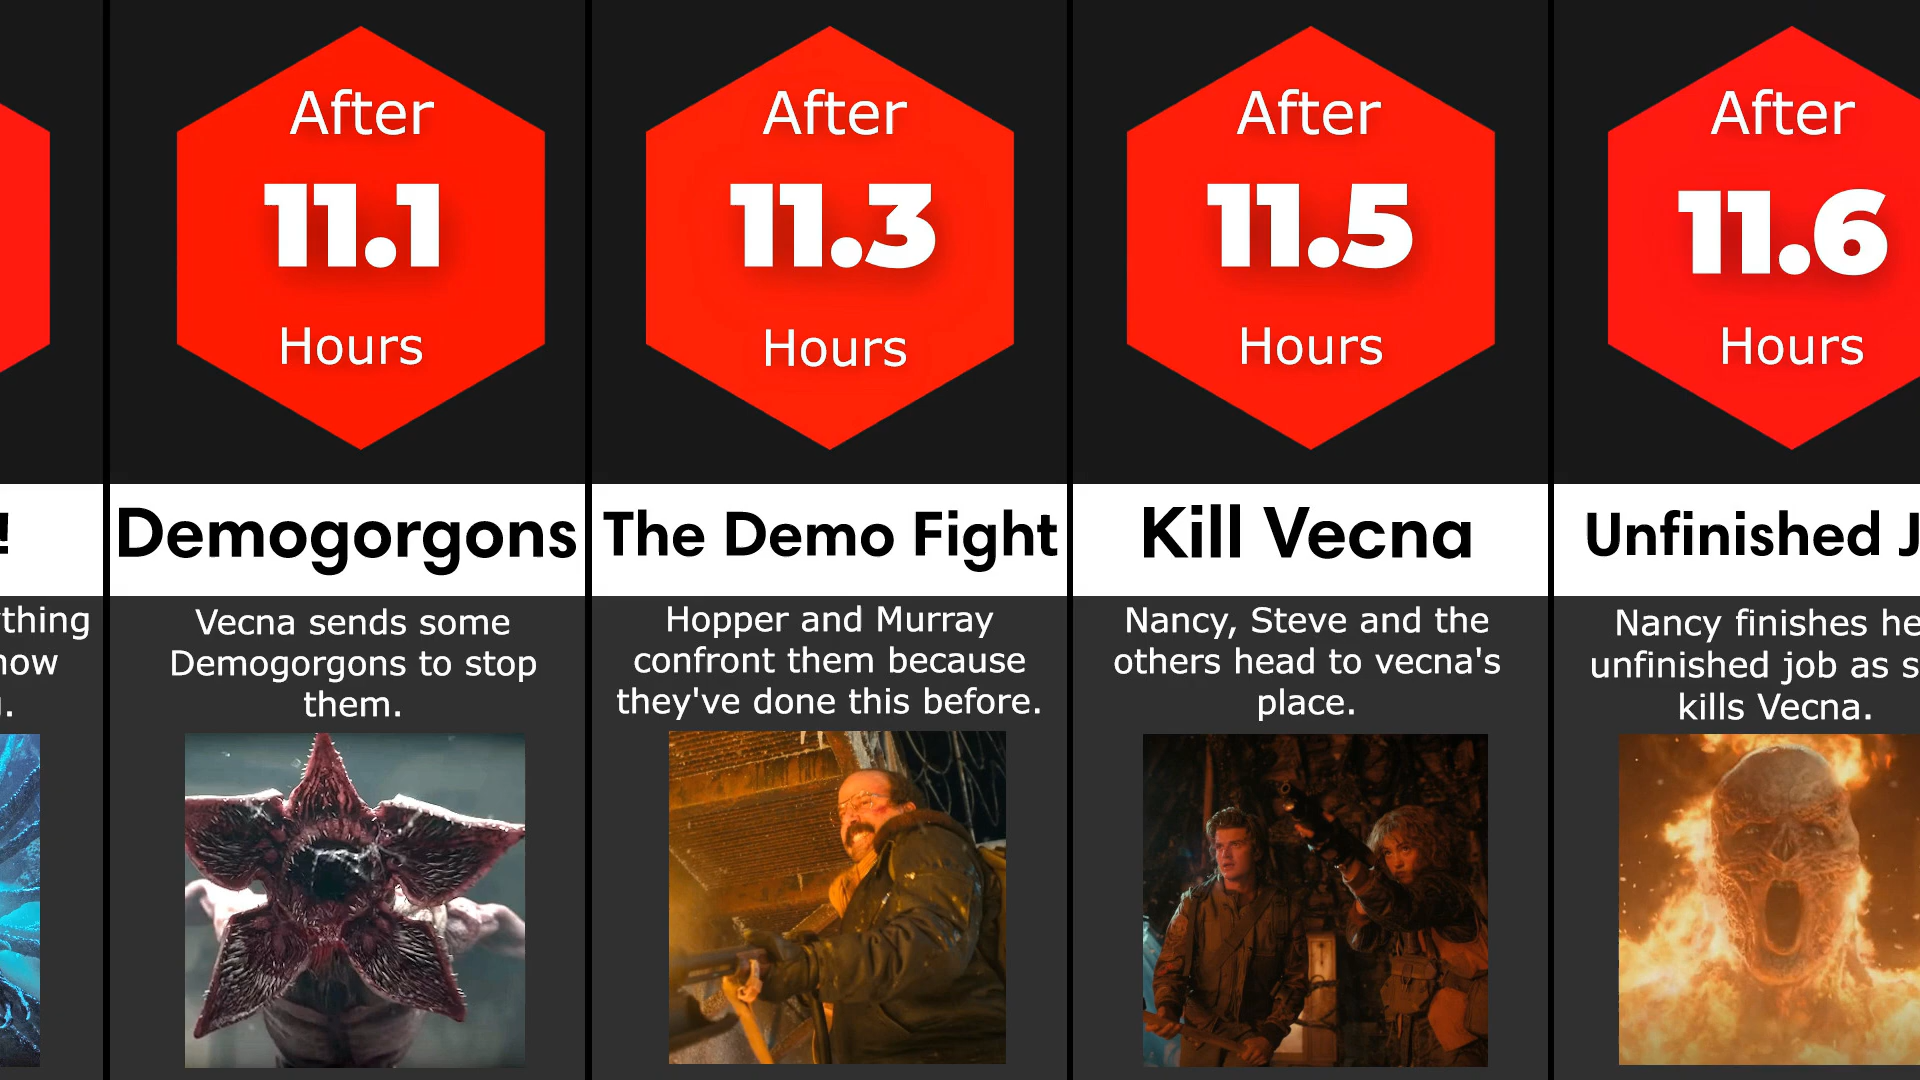 !
thing
now
.
After
11.1
Hours
Demogorgons
Vecna sends some
Demogorgons to stop
them.
After
11.3
Hours
The Demo Fight
Hopper and Murray
confront them because
they've done this before.
After
11.5
Hours
Kill Vecna
Nancy, Steve and the
others head to vecna's
place.
After
11.6
Hours
Unfinished J
Nancy finishes he
unfinished job as s
kills Vecna.